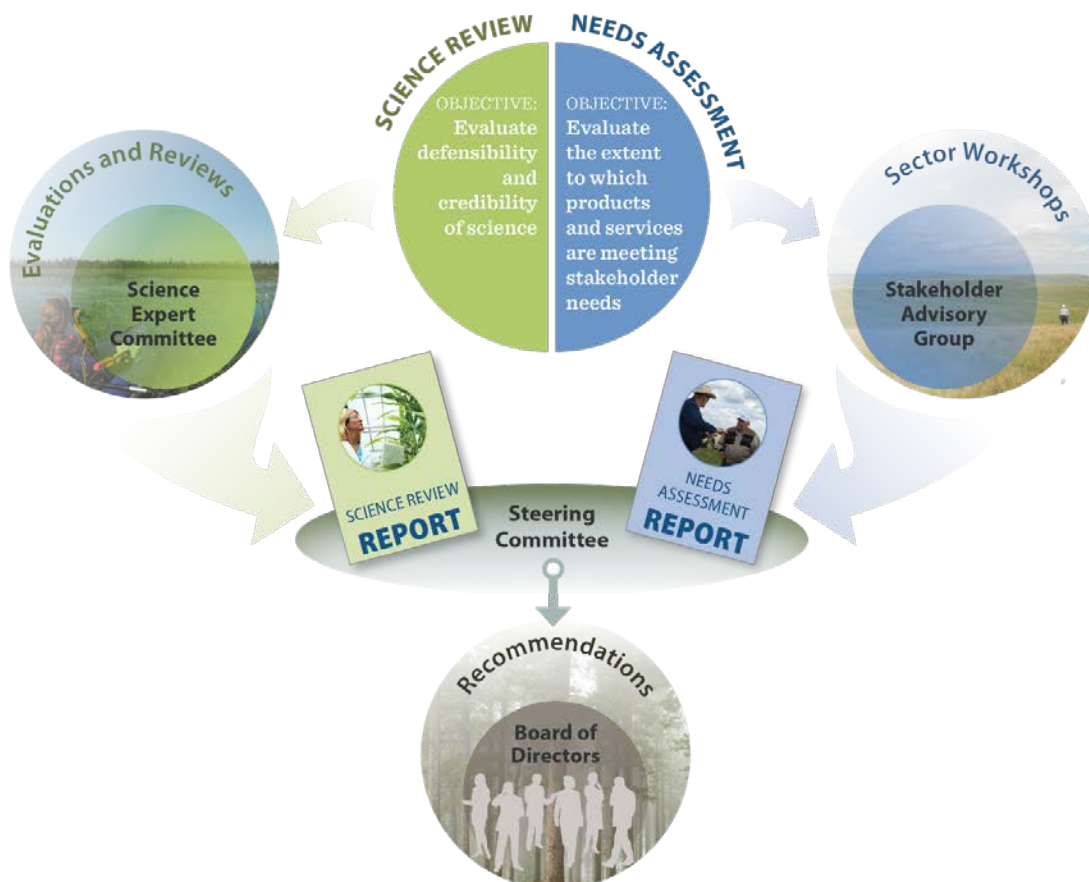 SCIENCE REVIEW
NEEDS ASSESSMENT
OBJECTIVE:
Evaluate
defensibility
and
credibility
of science
OBJECTIVE:
Evaluate
the extent
to which
products
and services
are meeting
stakeholder
needs
Evaluations and Reviews
Science
Expert
Committee
Sector Workshops
Stakeholder
Advisory
Group
SCIENCE REVIEW
REPORT
Steering
Committee
NEEDS
ASSESSMENT
REPORT
Recommendations
Board of
Directors